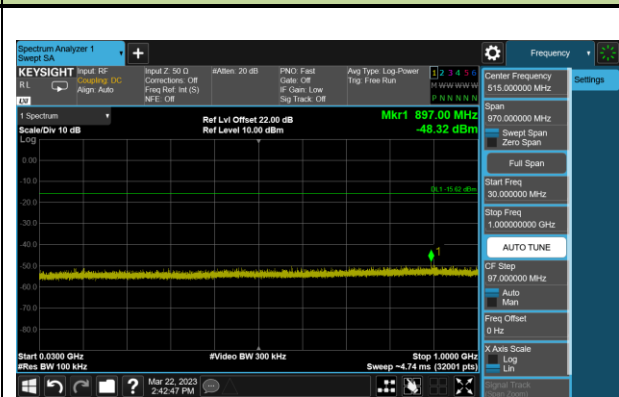 Spectrum Analyzer 1
Swept SA
+
Frequency
KEYSIGHT
RL
Input: RF
Coupling: DC
Align: Auto
Input Z: 50 Ω
Corrections: Off
Freq Ref: Int (S)
NFE: Off
#Atten: 20 dB
PNO: Fast
Gate: Off
IF Gain: Low
Sig Track: Off
Avg Type: Log-Power
Trig: Free Run
1 2 3 4 5 6
M W W W W W
P N N N N N
1 Spectrum
Scale/Div 10 dB
Log
Ref Lvl Offset 22.00 dB
Ref Level 10.00 dBm
Mkr1 897.00 MHz
-48.32 dBm
0.00
-10.0
-20.0
-30.0
-40.0
-50.0
-60.0
-70.0
-80.0
DL1 -15.62 dBm
1
Start 0.0300 GHz
#Res BW 100 kHz
#Video BW 300 kHz
Stop 1.0000 GHz
Sweep ~4.74 ms (32001 pts)
Center Frequency
515.000000 MHz
Span
970.000000 MHz
Swept Span
Zero Span
Full Span
Start Freq
30.000000 MHz
Stop Freq
1.000000000 GHz
AUTO TUNE
CF Step
97.000000 MHz
Auto
Man
Freq Offset
0 Hz
X Axis Scale
Log
Lin
Signal Track
(Span Zoom)
Settings
?
Mar 22, 2023
2:42:47 PM